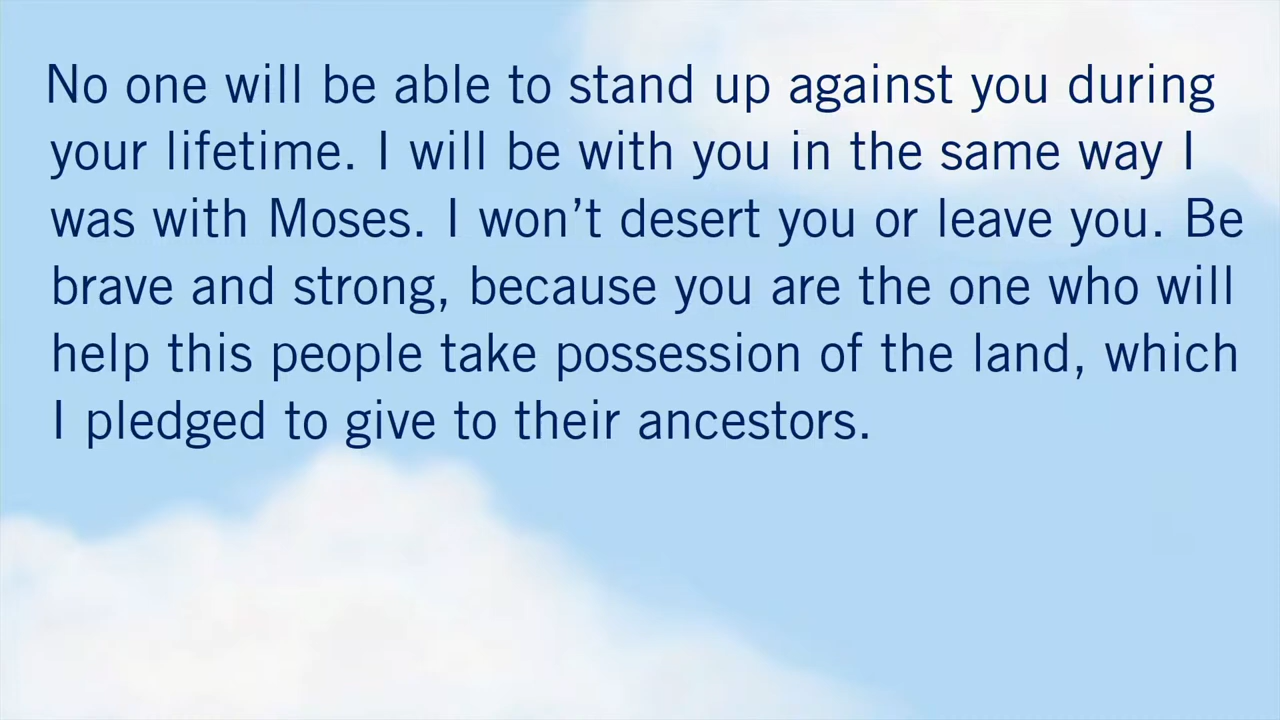 No one will be able to stand up against you during
your lifetime. I will be with you in the same way I
was with Moses. I won’t desert you or leave you. Be
brave and strong, because you are the one who will
help this people take possession of the land, which
I pledged to give to their ancestors.